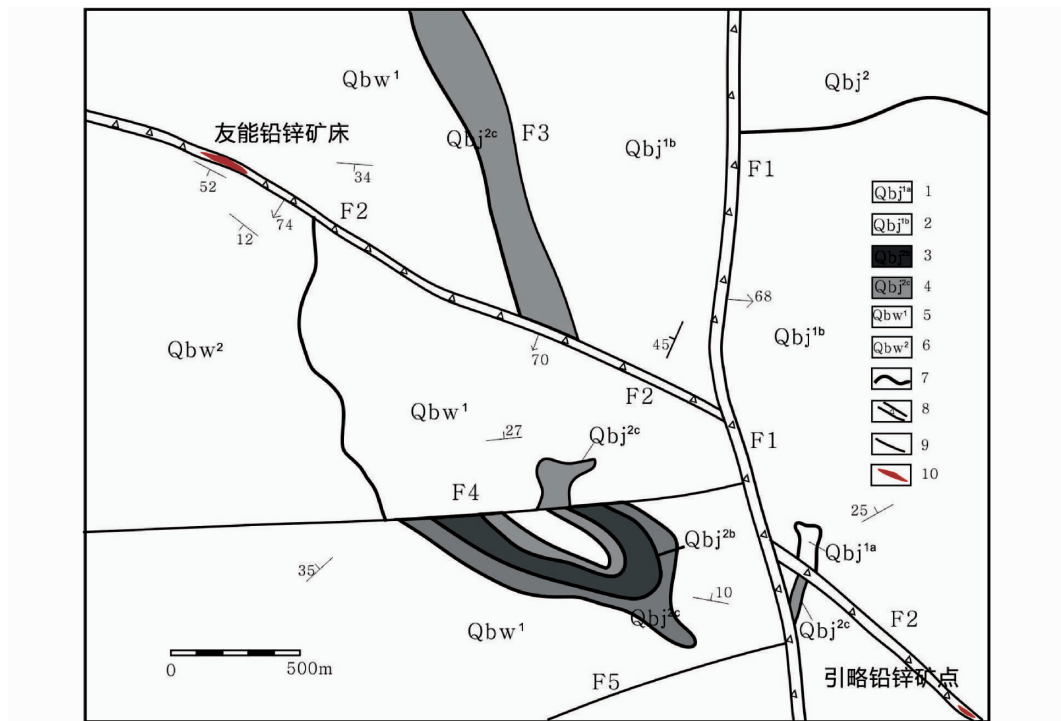 Qbw¹
Qbj²
友能铅锌矿床
Qbj²ᶜ
F3
Qbj¹ᵇ
F1
52
34
74
12
F2
Qbj¹ᵃ 1
Qbj¹ᵇ 2
Qbj²ᵇ 3
Qbj²ᶜ 4
Qbw¹ 5
Qbw² 6
7
8
9
10
68
Qbj¹ᵇ
45
70
Qbw²
F2
Qbw¹
27
Qbj²ᶜ
F1
F4
25
Qbj²ᵇ
Qbj¹ᵃ
35
10
Qbj²ᶜ
Qbw¹
Qbj²ᶜ
F2
0 500m
F5
引略铅锌矿点